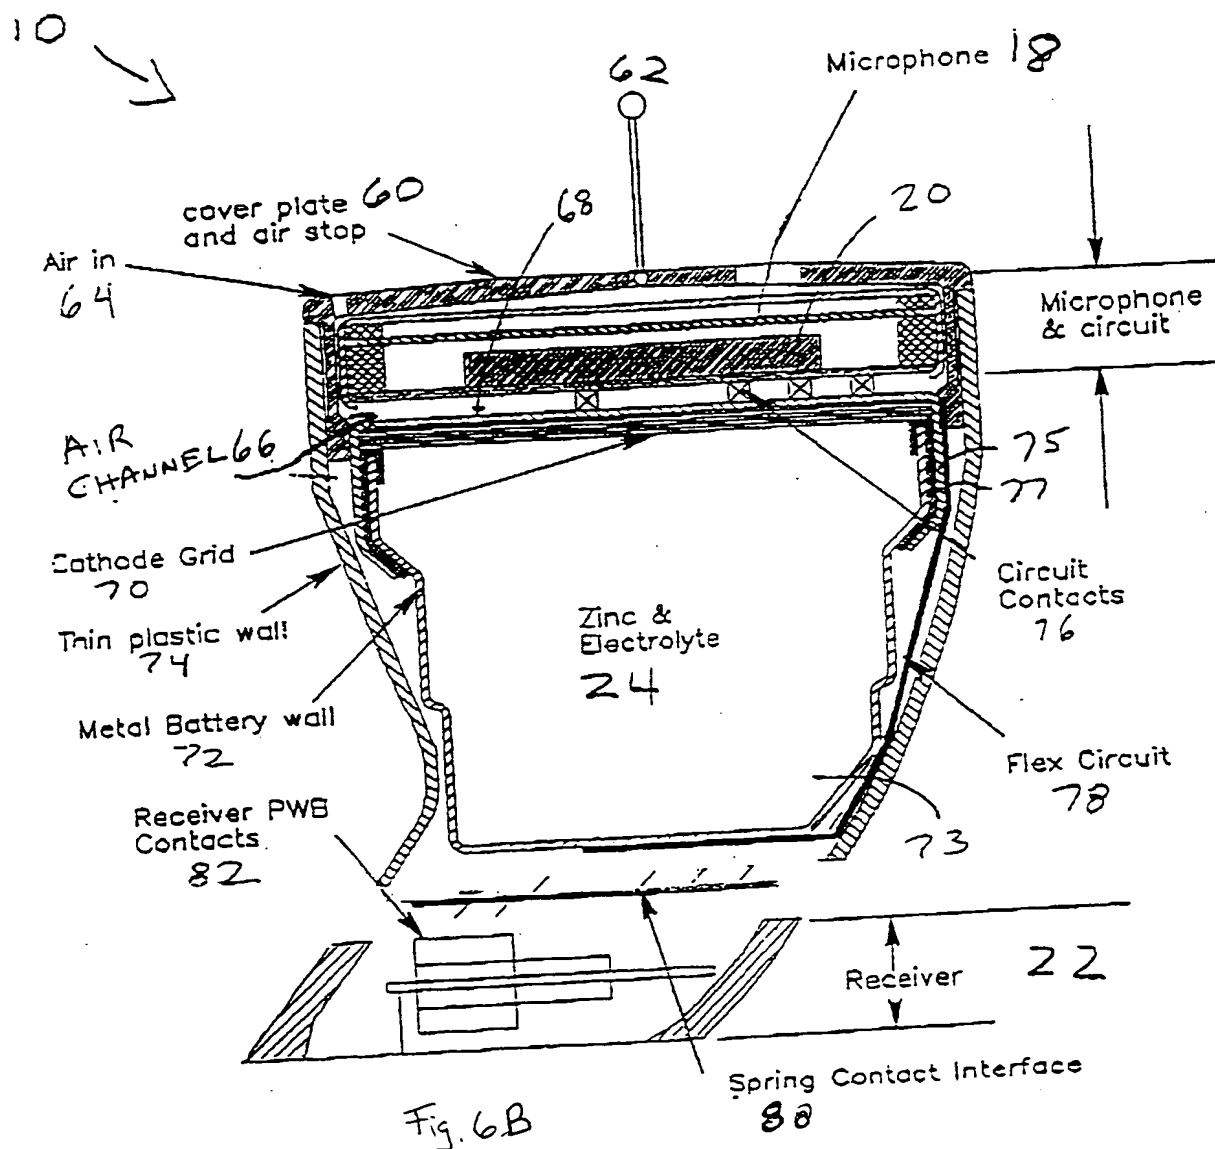 10
62
Microphone 18
cover plate 60
and air stop
68
20
Air in
64
Microphone
& circuit
AIR
CHANNEL 66
75
77
Cathode Grid
70
Circuit
Contacts
76
Zinc &
Electrolyte
24
Thin plastic wall
74
Metal Battery wall
72
Flex Circuit
78
Receiver PWB
Contacts
82
73
Receiver 22
Spring Contact Interface
80
Fig. 6B